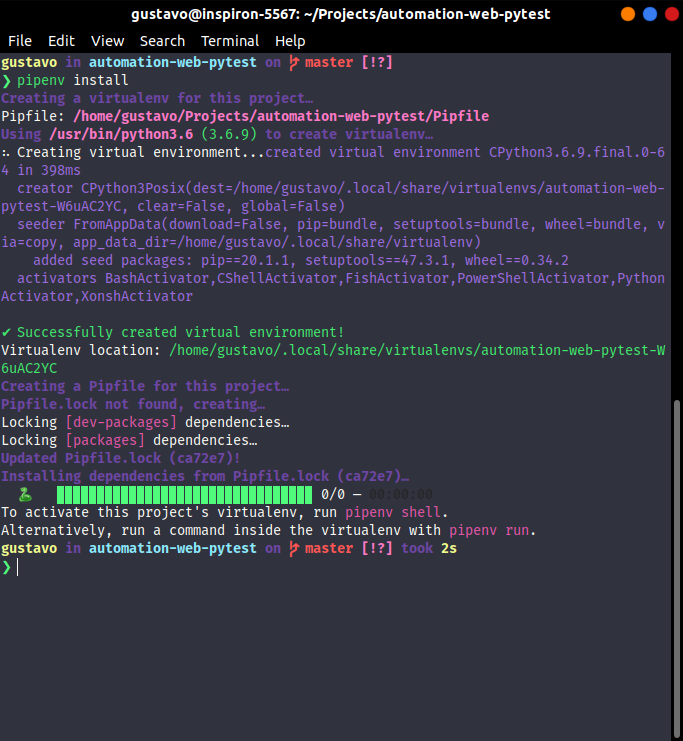 gustavo@inspiron-5567: ~/Projects/automation-web-pytest
File Edit View Search Terminal Help
gustavo in automation-web-pytest on master [!?]
❯ pipenv install
Creating a virtualenv for this project…
Pipfile: /home/gustavo/Projects/automation-web-pytest/Pipfile
Using /usr/bin/python3.6 (3.6.9) to create virtualenv…
⠦ Creating virtual environment...created virtual environment CPython3.6.9.final.0-6
4 in 398ms
  creator CPython3Posix(dest=/home/gustavo/.local/share/virtualenvs/automation-web-
pytest-W6uAC2YC, clear=False, global=False)
  seeder FromAppData(download=False, pip=bundle, setuptools=bundle, wheel=bundle, v
ia=copy, app_data_dir=/home/gustavo/.local/share/virtualenv)
    added seed packages: pip==20.1.1, setuptools==47.3.1, wheel==0.34.2
  activators BashActivator,CShellActivator,FishActivator,PowerShellActivator,Python
Activator,XonshActivator
✔ Successfully created virtual environment!
Virtualenv location: /home/gustavo/.local/share/virtualenvs/automation-web-pytest-W
6uAC2YC
Creating a Pipfile for this project…
Pipfile.lock not found, creating…
Locking [dev-packages] dependencies…
Locking [packages] dependencies…
Updated Pipfile.lock (ca72e7)!
Installing dependencies from Pipfile.lock (ca72e7)…
🐍 ▉▉▉▉▉▉▉▉▉▉▉▉▉▉▉▉▉▉▉▉▉▉▉▉▉▉▉▉▉▉▉▉ 0/0 — 00:00:00
To activate this project's virtualenv, run pipenv shell.
Alternatively, run a command inside the virtualenv with pipenv run.
gustavo in automation-web-pytest on master [!?] took 2s
❯